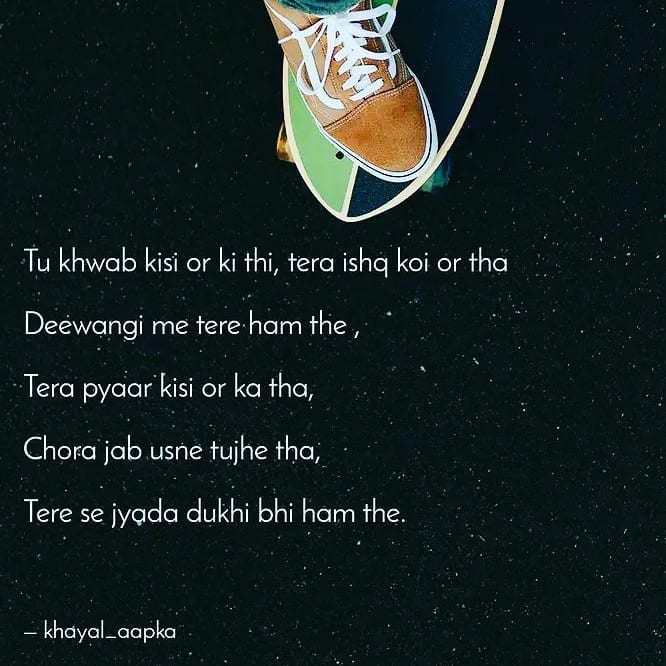 Tu khwab kisi or ki thi, tera ishq koi or tha
Deewangi me tere ham the ,
Tera pyaar kisi or ka tha,
Chora jab usne tujhe tha,
Tere se jyada dukhi bhi ham the.
– khayal_aapka